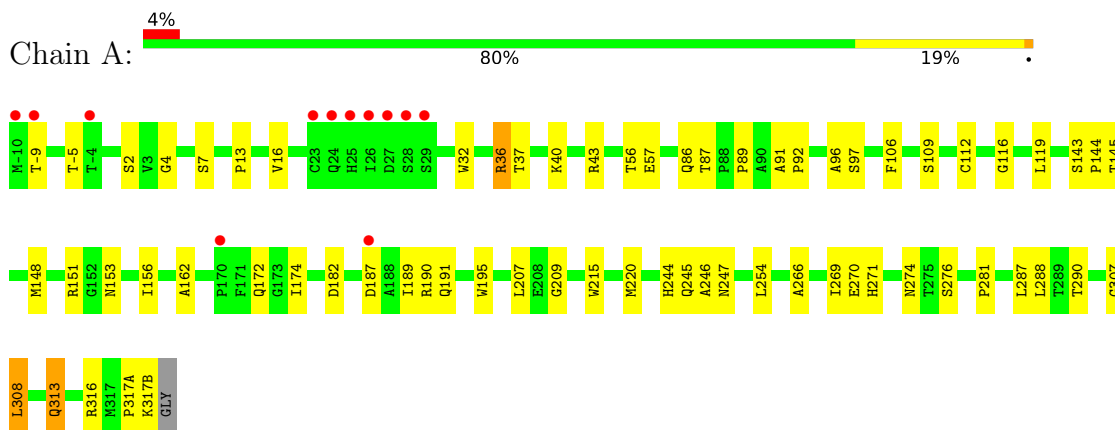 4%
Chain A:
80% 19% •
M-10 T-9 T-5 T-4 S2 V3 G4 S7 P13 V16 C23 Q24 H25 I26 D27 S28 S29 W32 R36 T37 K40 R43 T56 E57 Q86 T87 P88 P89 A90 A91 P92 A96 S97 F106 S109 C112 G116 L119 S143 P144 T145
M148 R151 G152 N153 I156 A162 P170 F171 Q172 G173 I174 D182 D187 A188 I189 R190 Q191 W195 L207 E208 G209 W215 M220 H244 Q245 A246 N247 L254 A266 I269 E270 H271 N274 T275 S276 P281 L287 L288 T289 T290 C307
L308 Q313 R316 M317 P317A K317B GLY